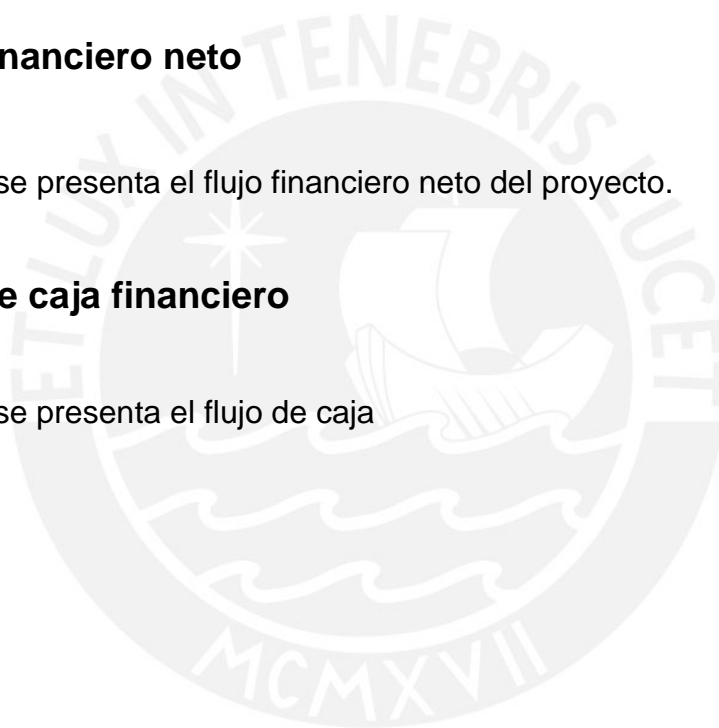 nanciero neto
se presenta el flujo financiero neto del proyecto.
e caja financiero
se presenta el flujo de caja
ET LUX IN TENEBRIS LUCET
MCMXVII